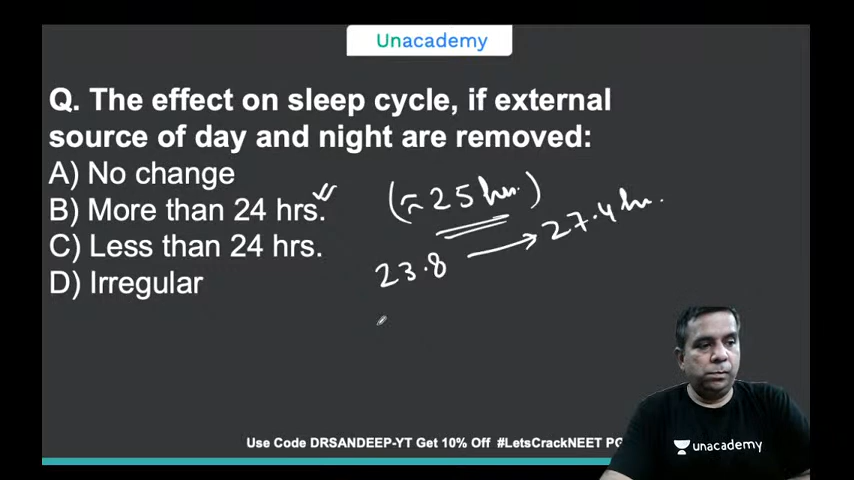 Unacademy
Q. The effect on sleep cycle, if external
source of day and night are removed:
A) No change
B) More than 24 hrs.
C) Less than 24 hrs.
D) Irregular
(≈ 25 hr.)
23.8 → 27.4 hr.
unacademy
Use Code DRSANDEEP-YT Get 10% Off #LetsCrackNEET PG